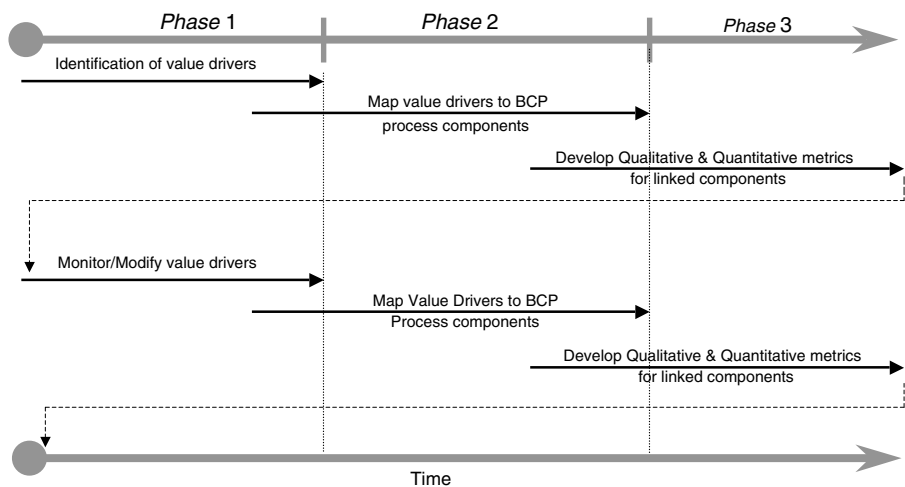 Phase 1
Phase 2
Phase 3
Identification of value drivers
Map value drivers to BCP
process components
Develop Qualitative & Quantitative metrics
for linked components
Monitor/Modify value drivers
Map Value Drivers to BCP
Process components
Develop Qualitative & Quantitative metrics
for linked components
Time